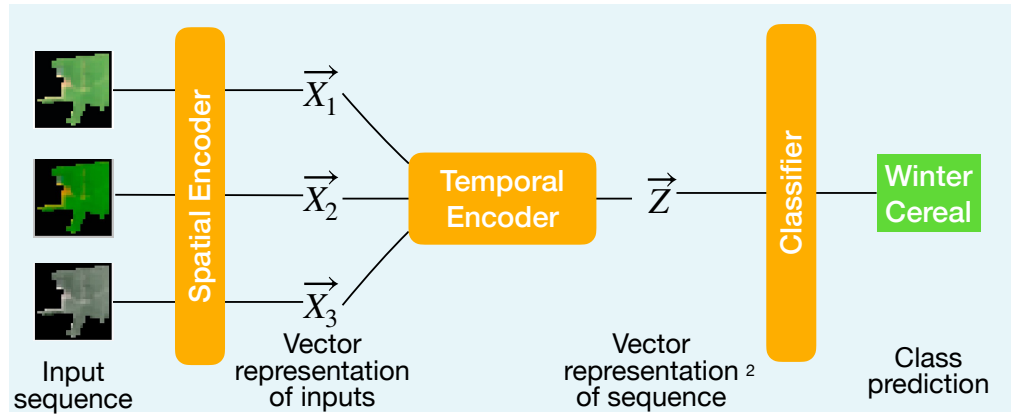 Spatial Encoder
X₁
X₂
X₃
Temporal
Encoder
Z
Classifier
Winter
Cereal
Input
sequence
Vector
representation
of inputs
Vector
representation 2
of sequence
Class
prediction